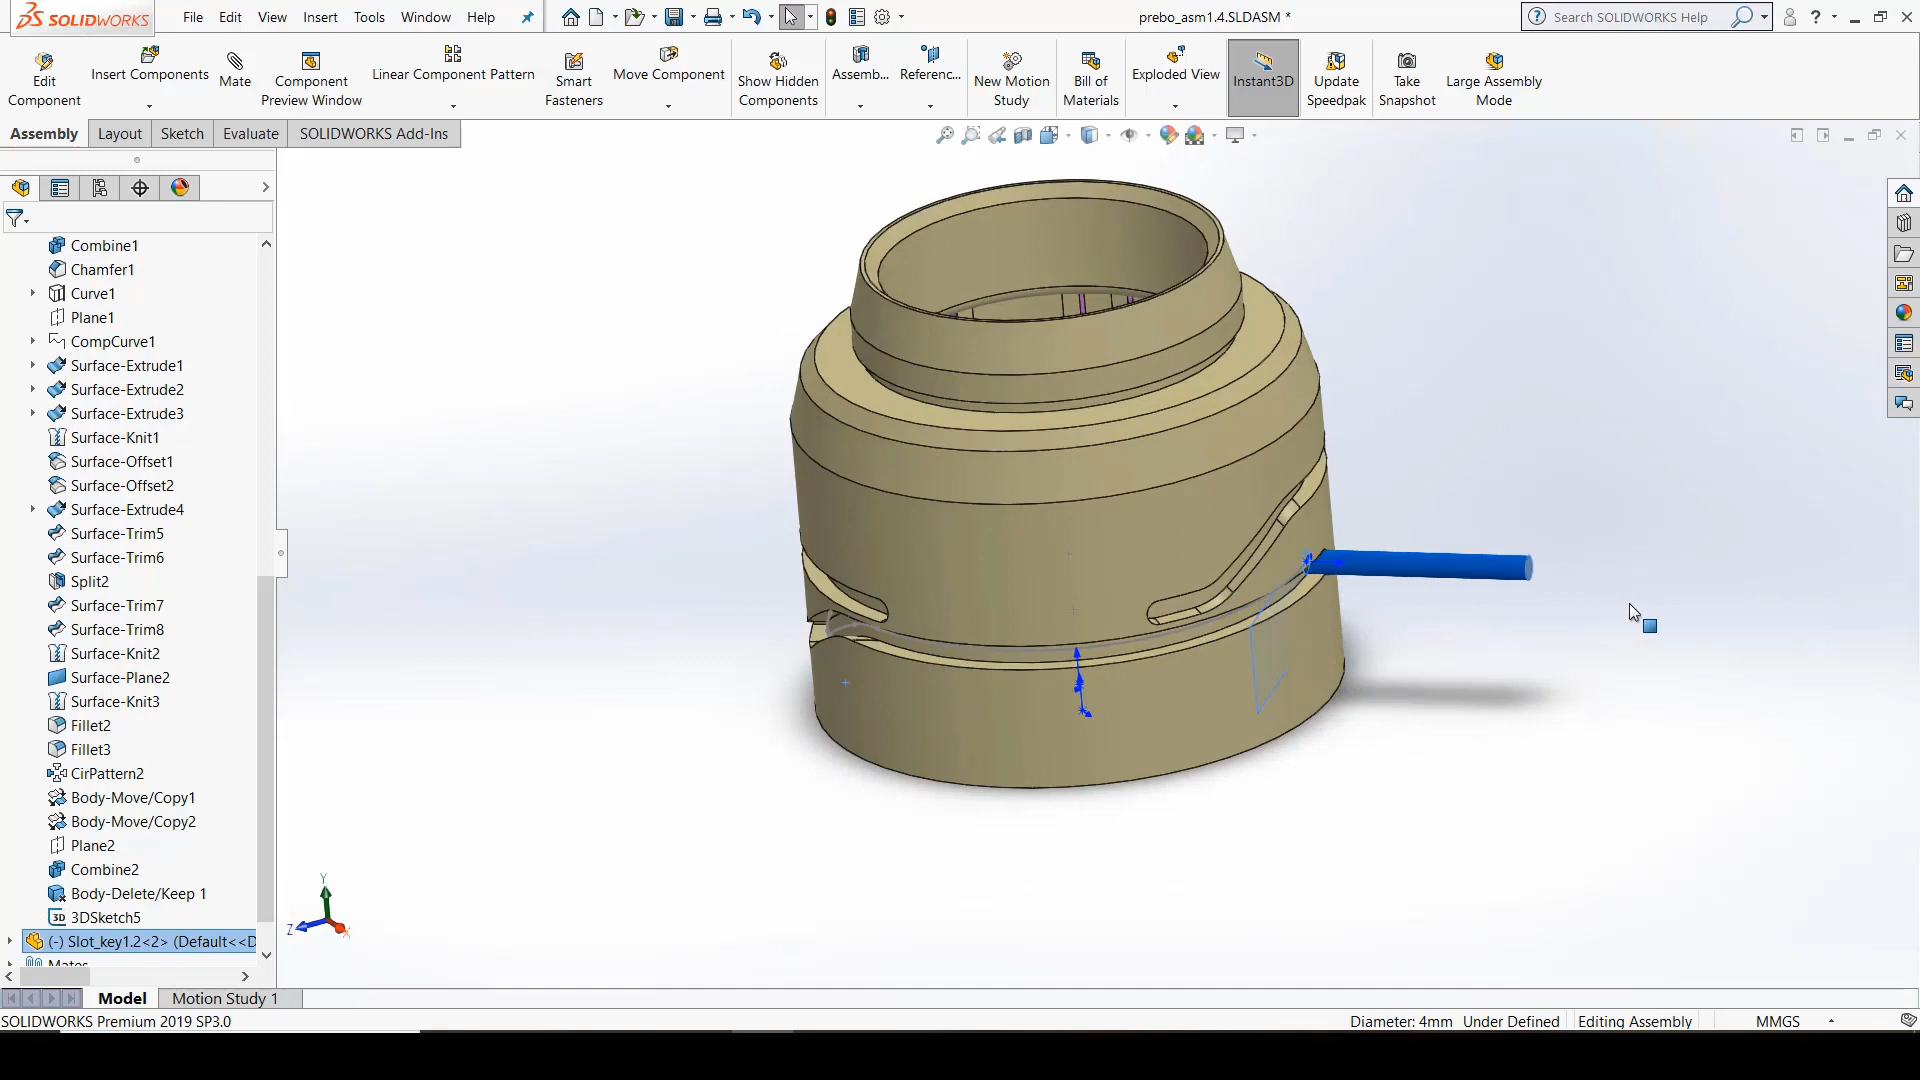 SOLIDWORKS
File Edit View Insert Tools Window Help
prebo_asm1.4.SLDASM *
Search SOLIDWORKS Help
Edit Component
Insert Components
Mate
Component Preview Window
Linear Component Pattern
Smart Fasteners
Move Component
Show Hidden Components
Assemb...
Referenc...
New Motion Study
Bill of Materials
Exploded View
Instant3D
Update Speedpak
Take Snapshot
Large Assembly Mode
Assembly Layout Sketch Evaluate SOLIDWORKS Add-Ins
Combine1
Chamfer1
Curve1
Plane1
CompCurve1
Surface-Extrude1
Surface-Extrude2
Surface-Extrude3
Surface-Knit1
Surface-Offset1
Surface-Offset2
Surface-Extrude4
Surface-Trim5
Surface-Trim6
Split2
Surface-Trim7
Surface-Trim8
Surface-Knit2
Surface-Plane2
Surface-Knit3
Fillet2
Fillet3
CirPattern2
Body-Move/Copy1
Body-Move/Copy2
Plane2
Combine2
Body-Delete/Keep 1
3D 3DSketch5
(-) Slot_key1.2<2> (Default<<D
Mates
Y
Z
X
Model Motion Study 1
SOLIDWORKS Premium 2019 SP3.0
Diameter: 4mm Under Defined Editing Assembly MMGS